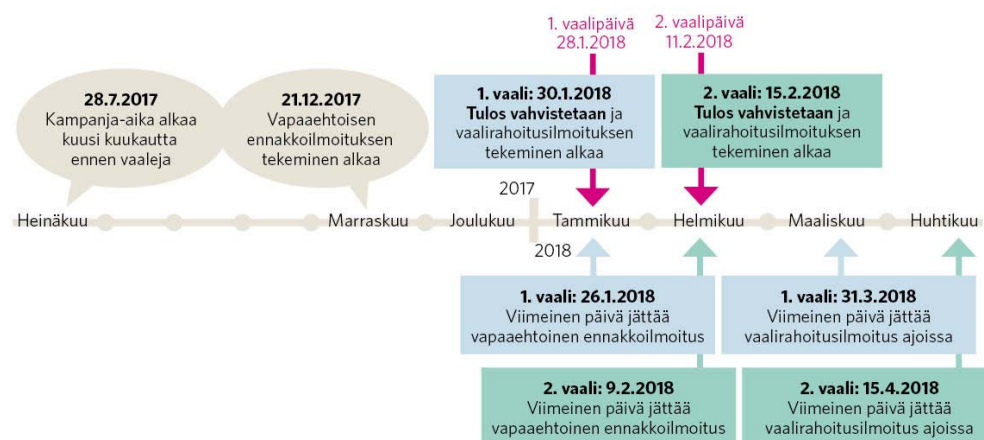 1. vaalipäivä
28.1.2018
2. vaalipäivä
11.2.2018
28.7.2017
Kampanja-aika alkaa
kuusi kuukautta
ennen vaaleja
21.12.2017
Vapaaehtoisen
ennakkoilmoituksen
tekeminen alkaa
1. vaali: 30.1.2018
Tulos vahvistetaan ja
vaalirahoitusilmoituksen
tekeminen alkaa
2. vaali: 15.2.2018
Tulos vahvistetaan ja
vaalirahoitusilmoituksen
tekeminen alkaa
2017
Heinäkuu
Marraskuu
Joulukuu
Tammikuu
Helmikuu
Maaliskuu
Huhtikuu
2018
1. vaali: 26.1.2018
Viimeinen päivä jättää
vapaaehtoinen ennakkoilmoitus
1. vaali: 31.3.2018
Viimeinen päivä jättää
vaalirahoitusilmoitus ajoissa
2. vaali: 9.2.2018
Viimeinen päivä jättää
vapaaehtoinen ennakkoilmoitus
2. vaali: 15.4.2018
Viimeinen päivä jättää
vaalirahoitusilmoitus ajoissa